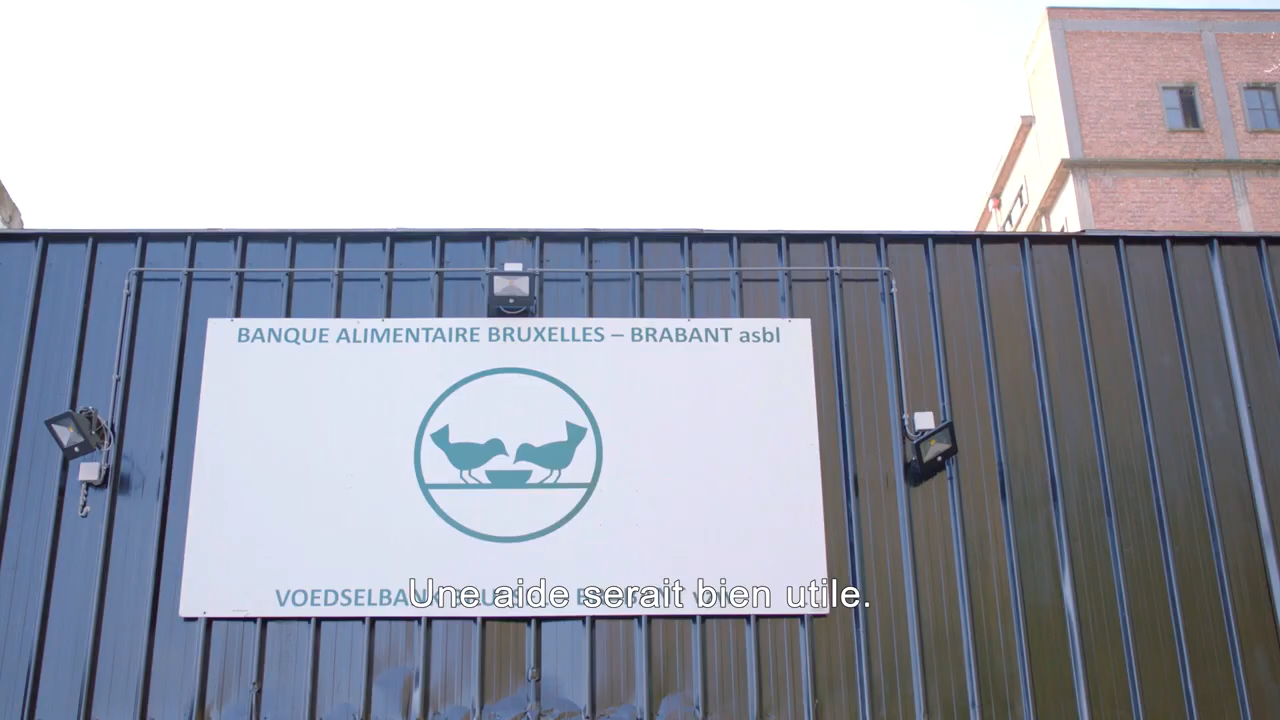 BANQUE ALIMENTAIRE BRUXELLES – BRABANT asbl
Une aide serait bien utile.